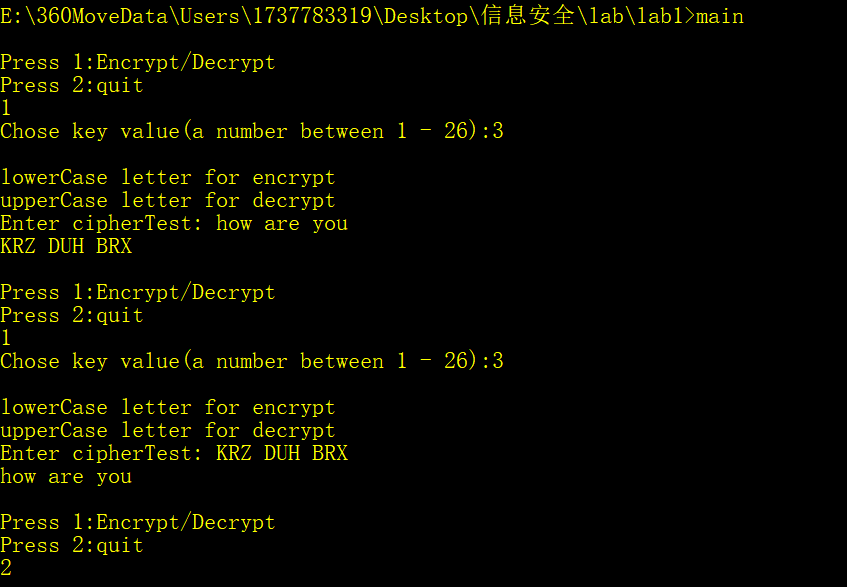 E:\360MoveData\Users\1737783319\Desktop\信息安全\lab\lab1>main
Press 1:Encrypt/Decrypt
Press 2:quit
1
Chose key value(a number between 1 - 26):3
lowerCase letter for encrypt
upperCase letter for decrypt
Enter cipherTest: how are you
KRZ DUH BRX
Press 1:Encrypt/Decrypt
Press 2:quit
1
Chose key value(a number between 1 - 26):3
lowerCase letter for encrypt
upperCase letter for decrypt
Enter cipherTest: KRZ DUH BRX
how are you
Press 1:Encrypt/Decrypt
Press 2:quit
2